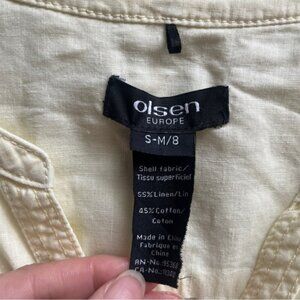 olsen
EUROPE
S-M/8
Shell fabric/
Tissu superficiel
55% Linen/Lin
45% Cotton/
Coton
Made in China
Fabriqué en
Chine